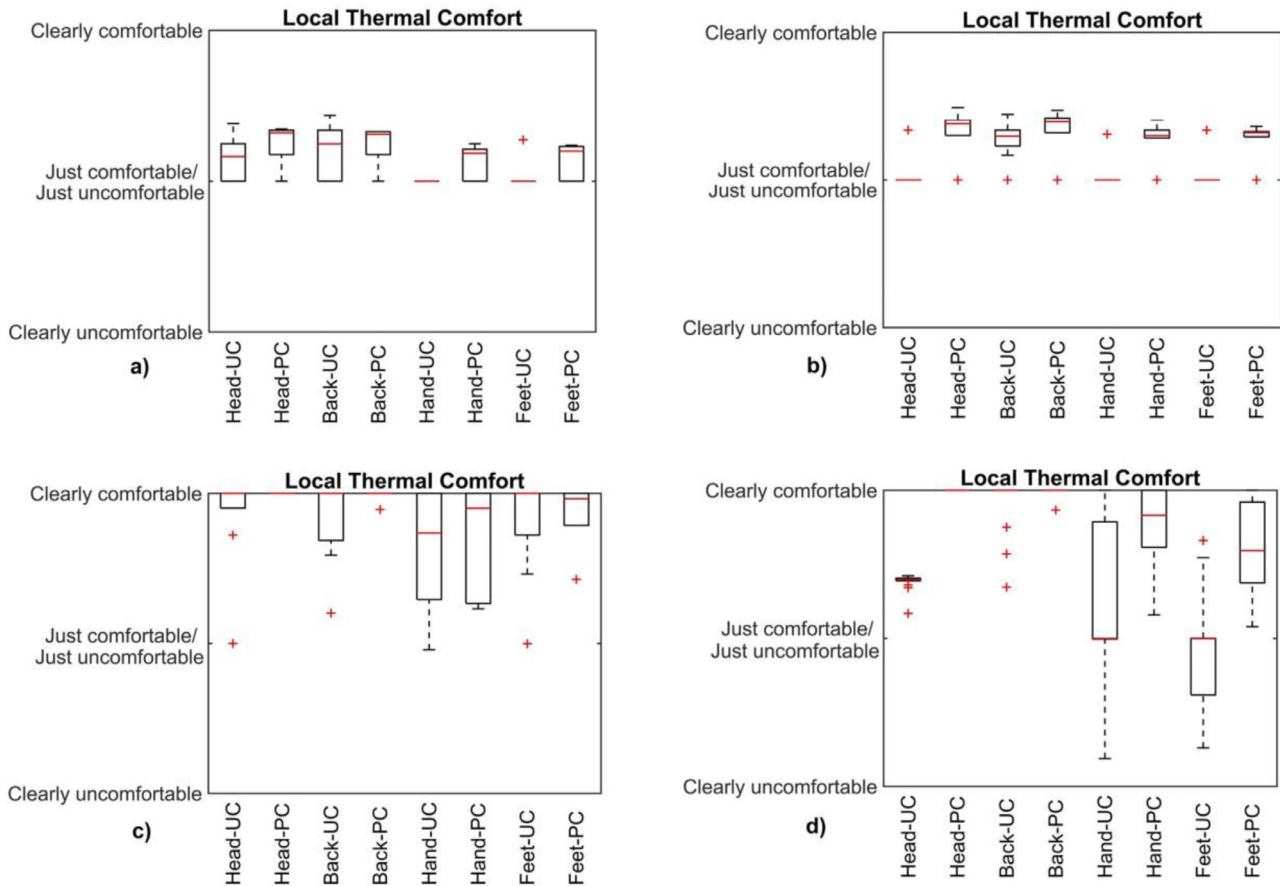 Local Thermal Comfort
Clearly comfortable
Just comfortable/
Just uncomfortable
Clearly uncomfortable
a)
Head-UC
Head-PC
Back-UC
Back-PC
Hand-UC
Hand-PC
Feet-UC
Feet-PC
Local Thermal Comfort
Clearly comfortable
Just comfortable/
Just uncomfortable
Clearly uncomfortable
b)
Head-UC
Head-PC
Back-UC
Back-PC
Hand-UC
Hand-PC
Feet-UC
Feet-PC
Local Thermal Comfort
Clearly comfortable
Just comfortable/
Just uncomfortable
Clearly uncomfortable
c)
Head-UC
Head-PC
Back-UC
Back-PC
Hand-UC
Hand-PC
Feet-UC
Feet-PC
Local Thermal Comfort
Clearly comfortable
Just comfortable/
Just uncomfortable
Clearly uncomfortable
d)
Head-UC
Head-PC
Back-UC
Back-PC
Hand-UC
Hand-PC
Feet-UC
Feet-PC